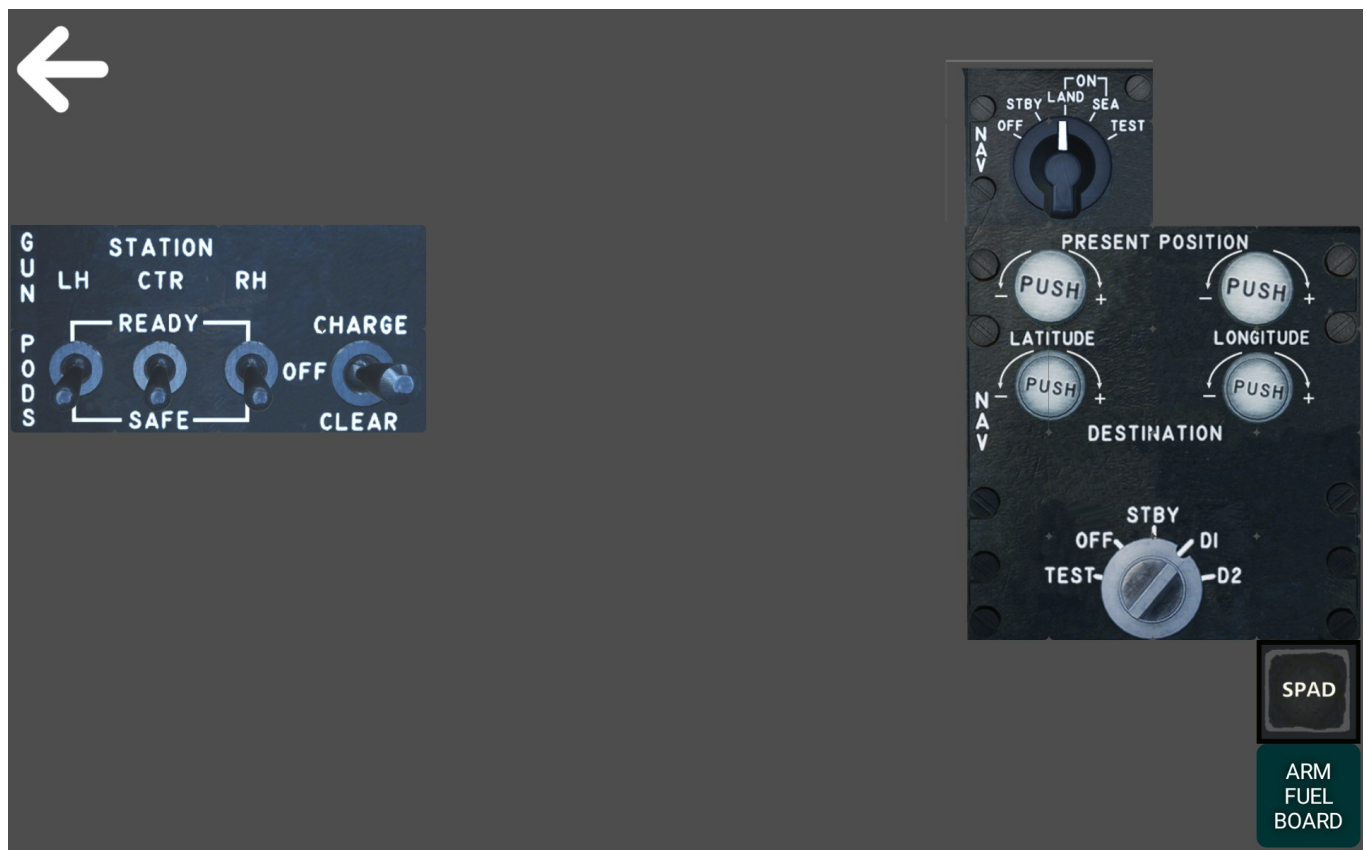 ON
STBY LAND SEA
OFF TEST
NAV
GUN PODS
STATION
LH CTR RH
READY
CHARGE
OFF
SAFE
CLEAR
PRESENT POSITION
PUSH PUSH
- + - +
LATITUDE LONGITUDE
PUSH PUSH
- + - +
NAV
DESTINATION
STBY
OFF D1
TEST D2
SPAD
ARM
FUEL
BOARD